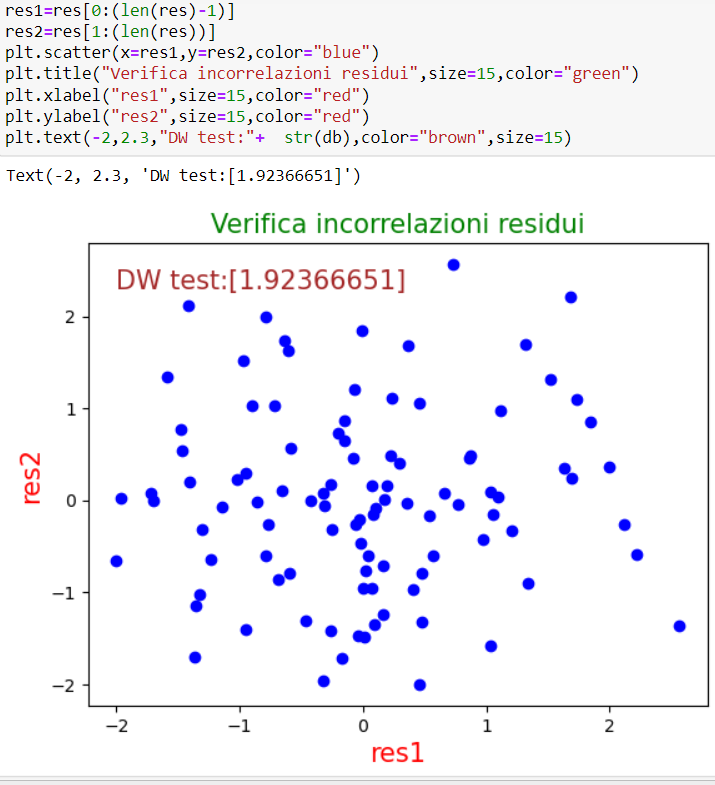 res1=res[0:(len(res)-1)]
res2=res[1:(len(res))]
plt.scatter(x=res1,y=res2,color="blue")
plt.title("Verifica incorrelazioni residui",size=15,color="green")
plt.xlabel("res1",size=15,color="red")
plt.ylabel("res2",size=15,color="red")
plt.text(-2,2.3,"DW test:"+  str(db),color="brown",size=15)
Text(-2, 2.3, 'DW test:[1.92366651]')
Verifica incorrelazioni residui
DW test:[1.92366651]
2
1
0
−1
−2
res2
−2 −1 0 1 2
res1